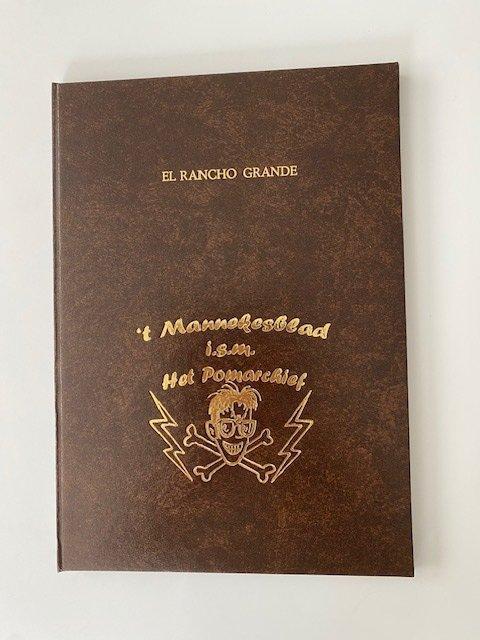 EL RANCHO GRANDE
't Mannekesblad
i.s.m.
Het Pomarchief